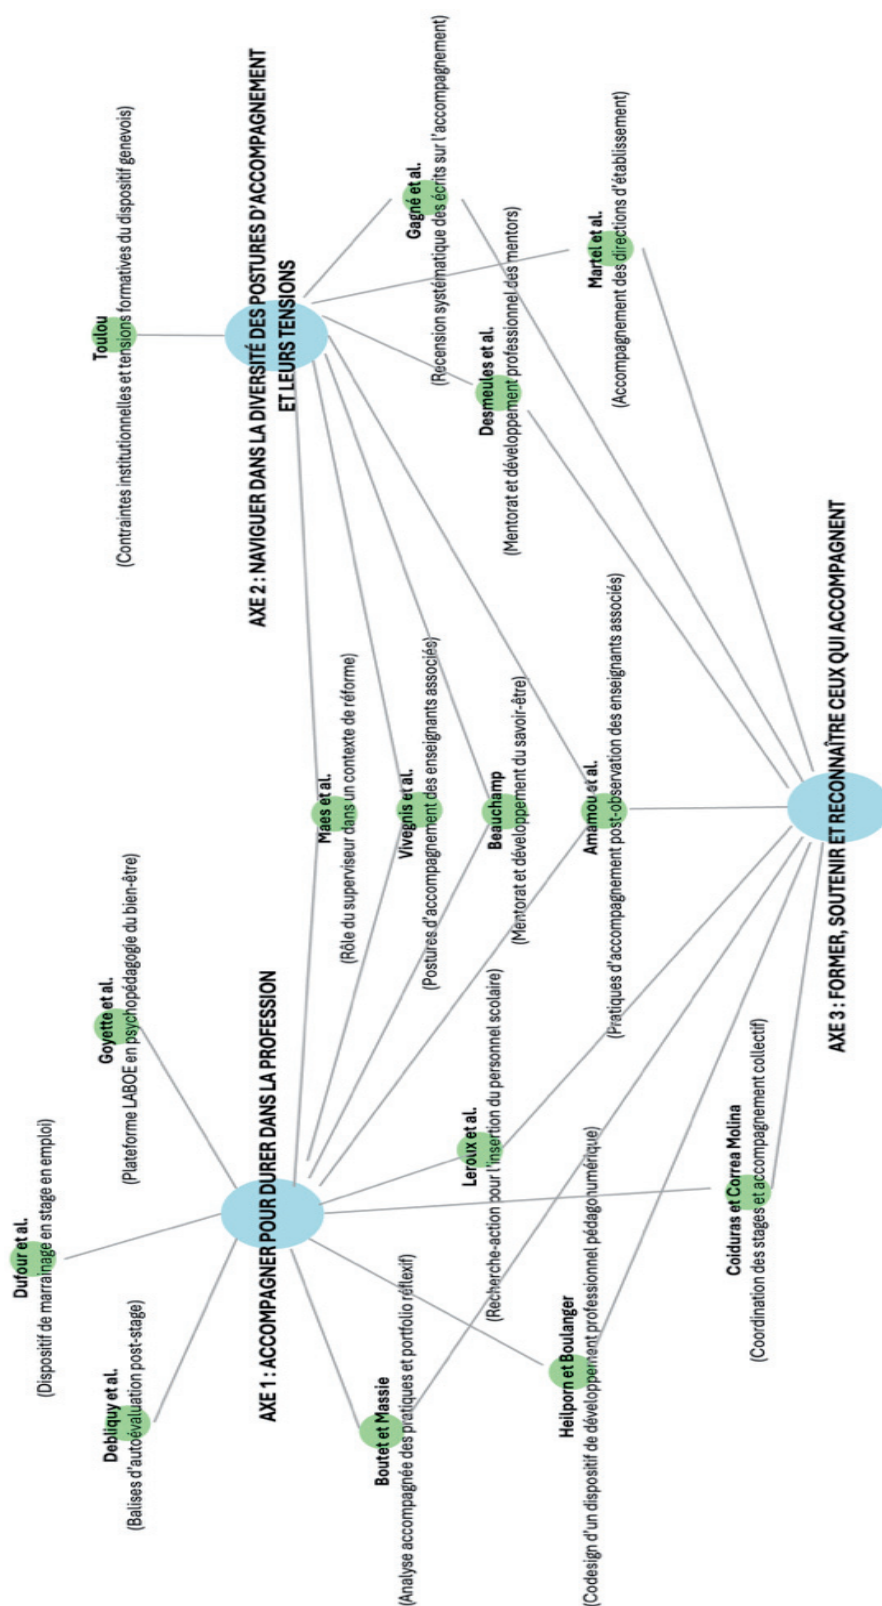 Dufour et al.
(Dispositif de marrainage en stage en emploi)
Goyette et al.
(Plateforme LABOE en psychopédagogie du bien-être)
Toulou
(Contraintes institutionnelles et tensions formatives du dispositif genevois)
Debliquy et al.
(Balises d'autoévaluation post-stage)
AXE 1 : ACCOMPAGNER POUR DURER DANS LA PROFESSION
AXE 2 : NAVIGUER DANS LA DIVERSITÉ DES POSTURES D'ACCOMPAGNEMENT
ET LEURS TENSIONS
Maes et al.
(Rôle du superviseur dans un contexte de réforme)
Boutet et Massie
(Analyse accompagnée des pratiques et portfolio réflexif)
Vivegnis et al.
(Postures d'accompagnement des enseignants associés)
Gagné et al.
(Recension systématique des écrits sur l'accompagnement)
Leroux et al.
(Recherche-action pour l'insertion du personnel scolaire)
Beauchamp
(Mentorat et développement du savoir-être)
Desmeules et al.
(Mentorat et développement professionnel des mentors)
Heilporn et Boulanger
(Codesign d'un dispositif de développement professionnel pédagonumérique)
Amamou et al.
(Pratiques d'accompagnement post-observation des enseignants associés)
Martel et al.
(Accompagnement des directions d'établissement)
Coiduras et Correa Molina
(Coordination des stages et accompagnement collectif)
AXE 3 : FORMER, SOUTENIR ET RECONNAÎTRE CEUX QUI ACCOMPAGNENT